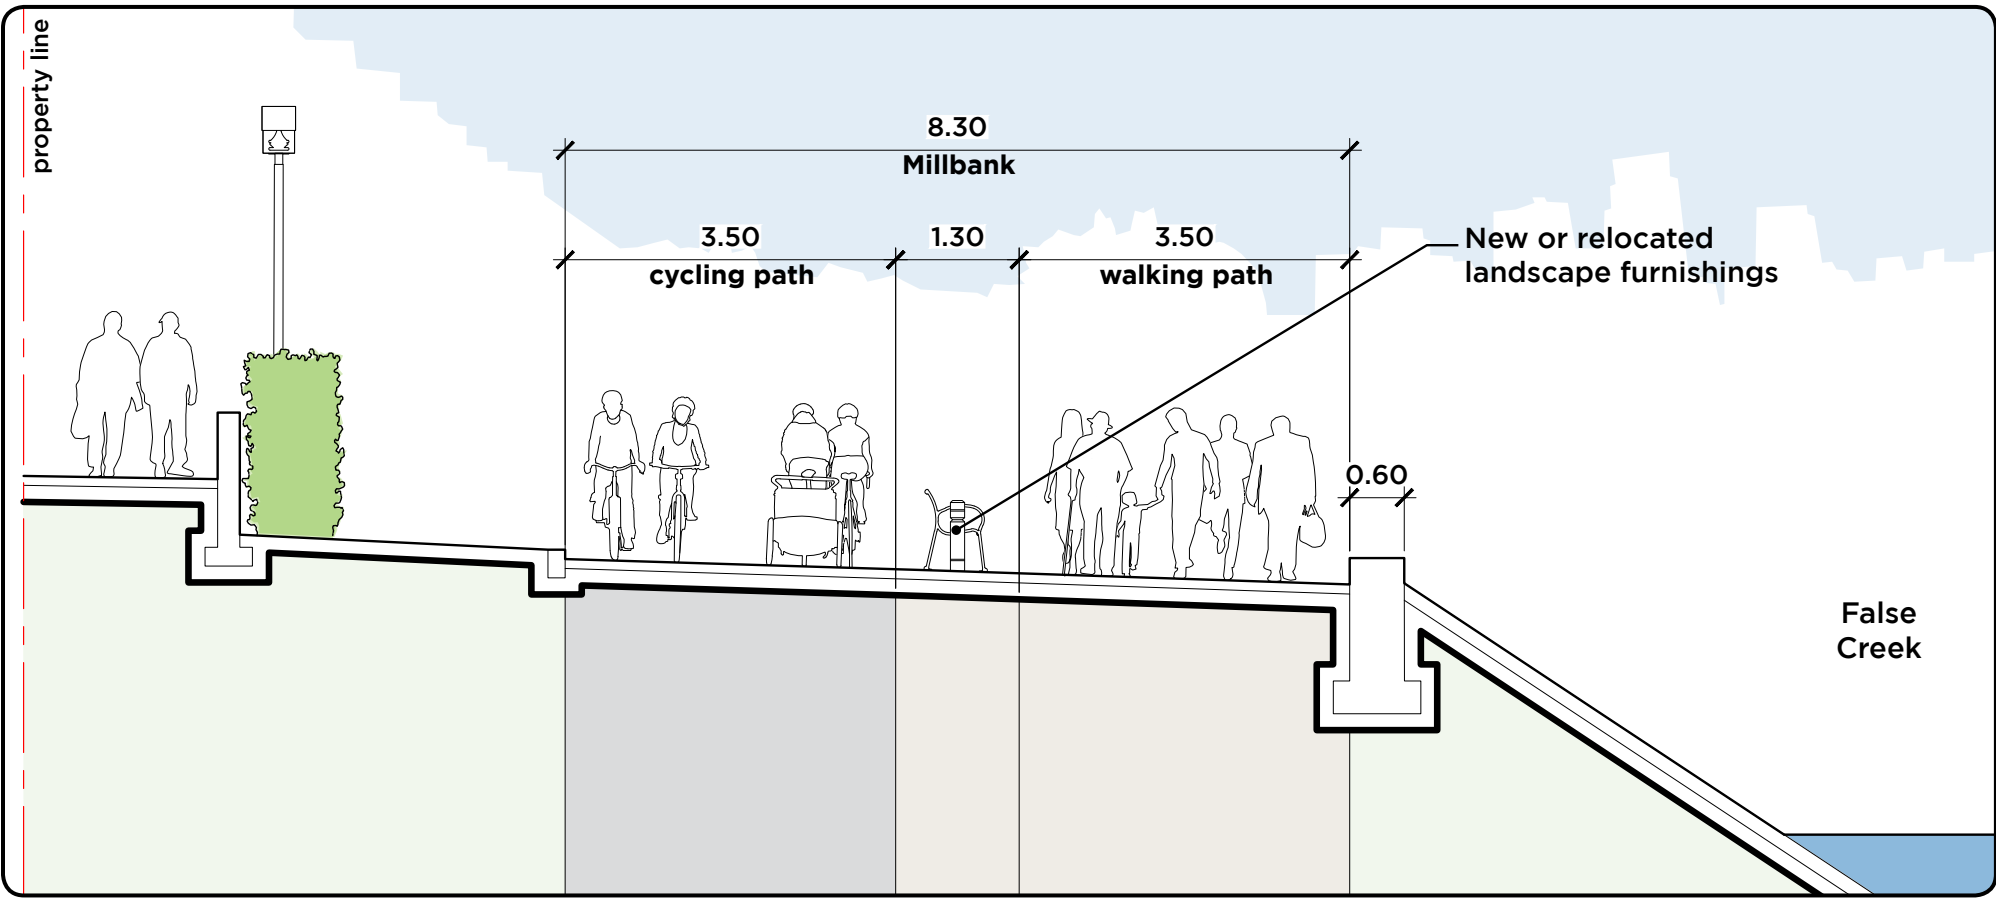 property line
8.30
Millbank
3.50
cycling path
1.30
3.50
walking path
New or relocated
landscape furnishings
0.60
False
Creek